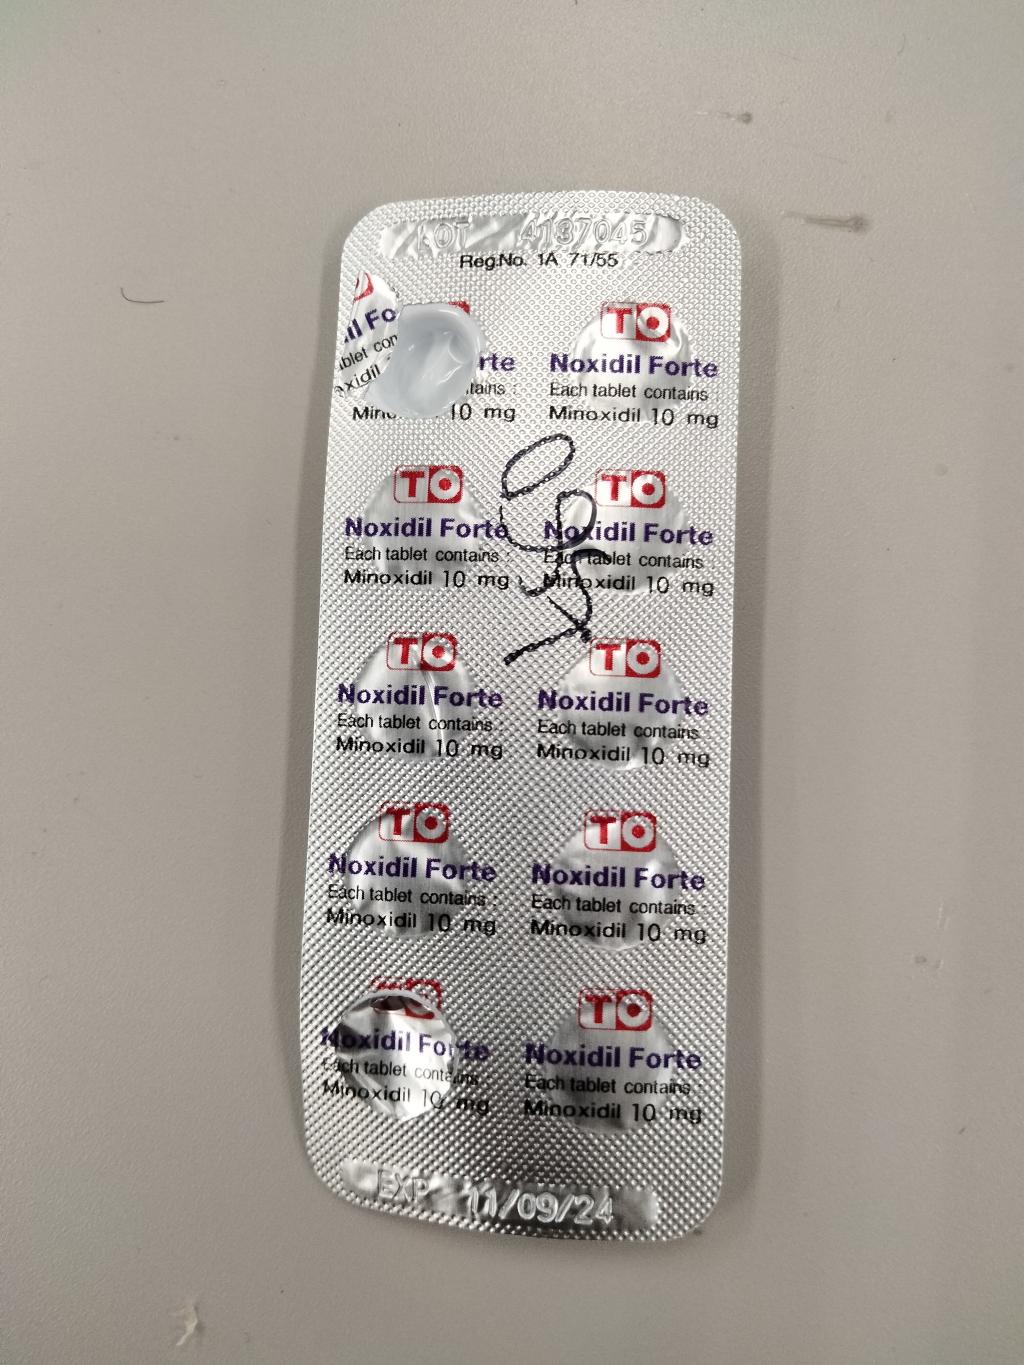 LOT 4137045
Reg.No. 1A 71/55
TO
Noxidil Forte
Each tablet contains :
Minoxidil 10 mg
TO
Noxidil Forte
Each tablet contains :
Minoxidil 10 mg
TO
Noxidil Forte
Each tablet contains :
Minoxidil 10 mg
TO
Noxidil Forte
Each tablet contains :
Minoxidil 10 mg
TO
Noxidil Forte
Each tablet contains :
Minoxidil 10 mg
TO
Noxidil Forte
Each tablet contains :
Minoxidil 10 mg
TO
Noxidil Forte
Each tablet contains :
Minoxidil 10 mg
TO
Noxidil Forte
Each tablet contains :
Minoxidil 10 mg
Noxidil Forte
Each tablet contains
Minoxidil 10 mg
10 mg
EXP 11/09/24